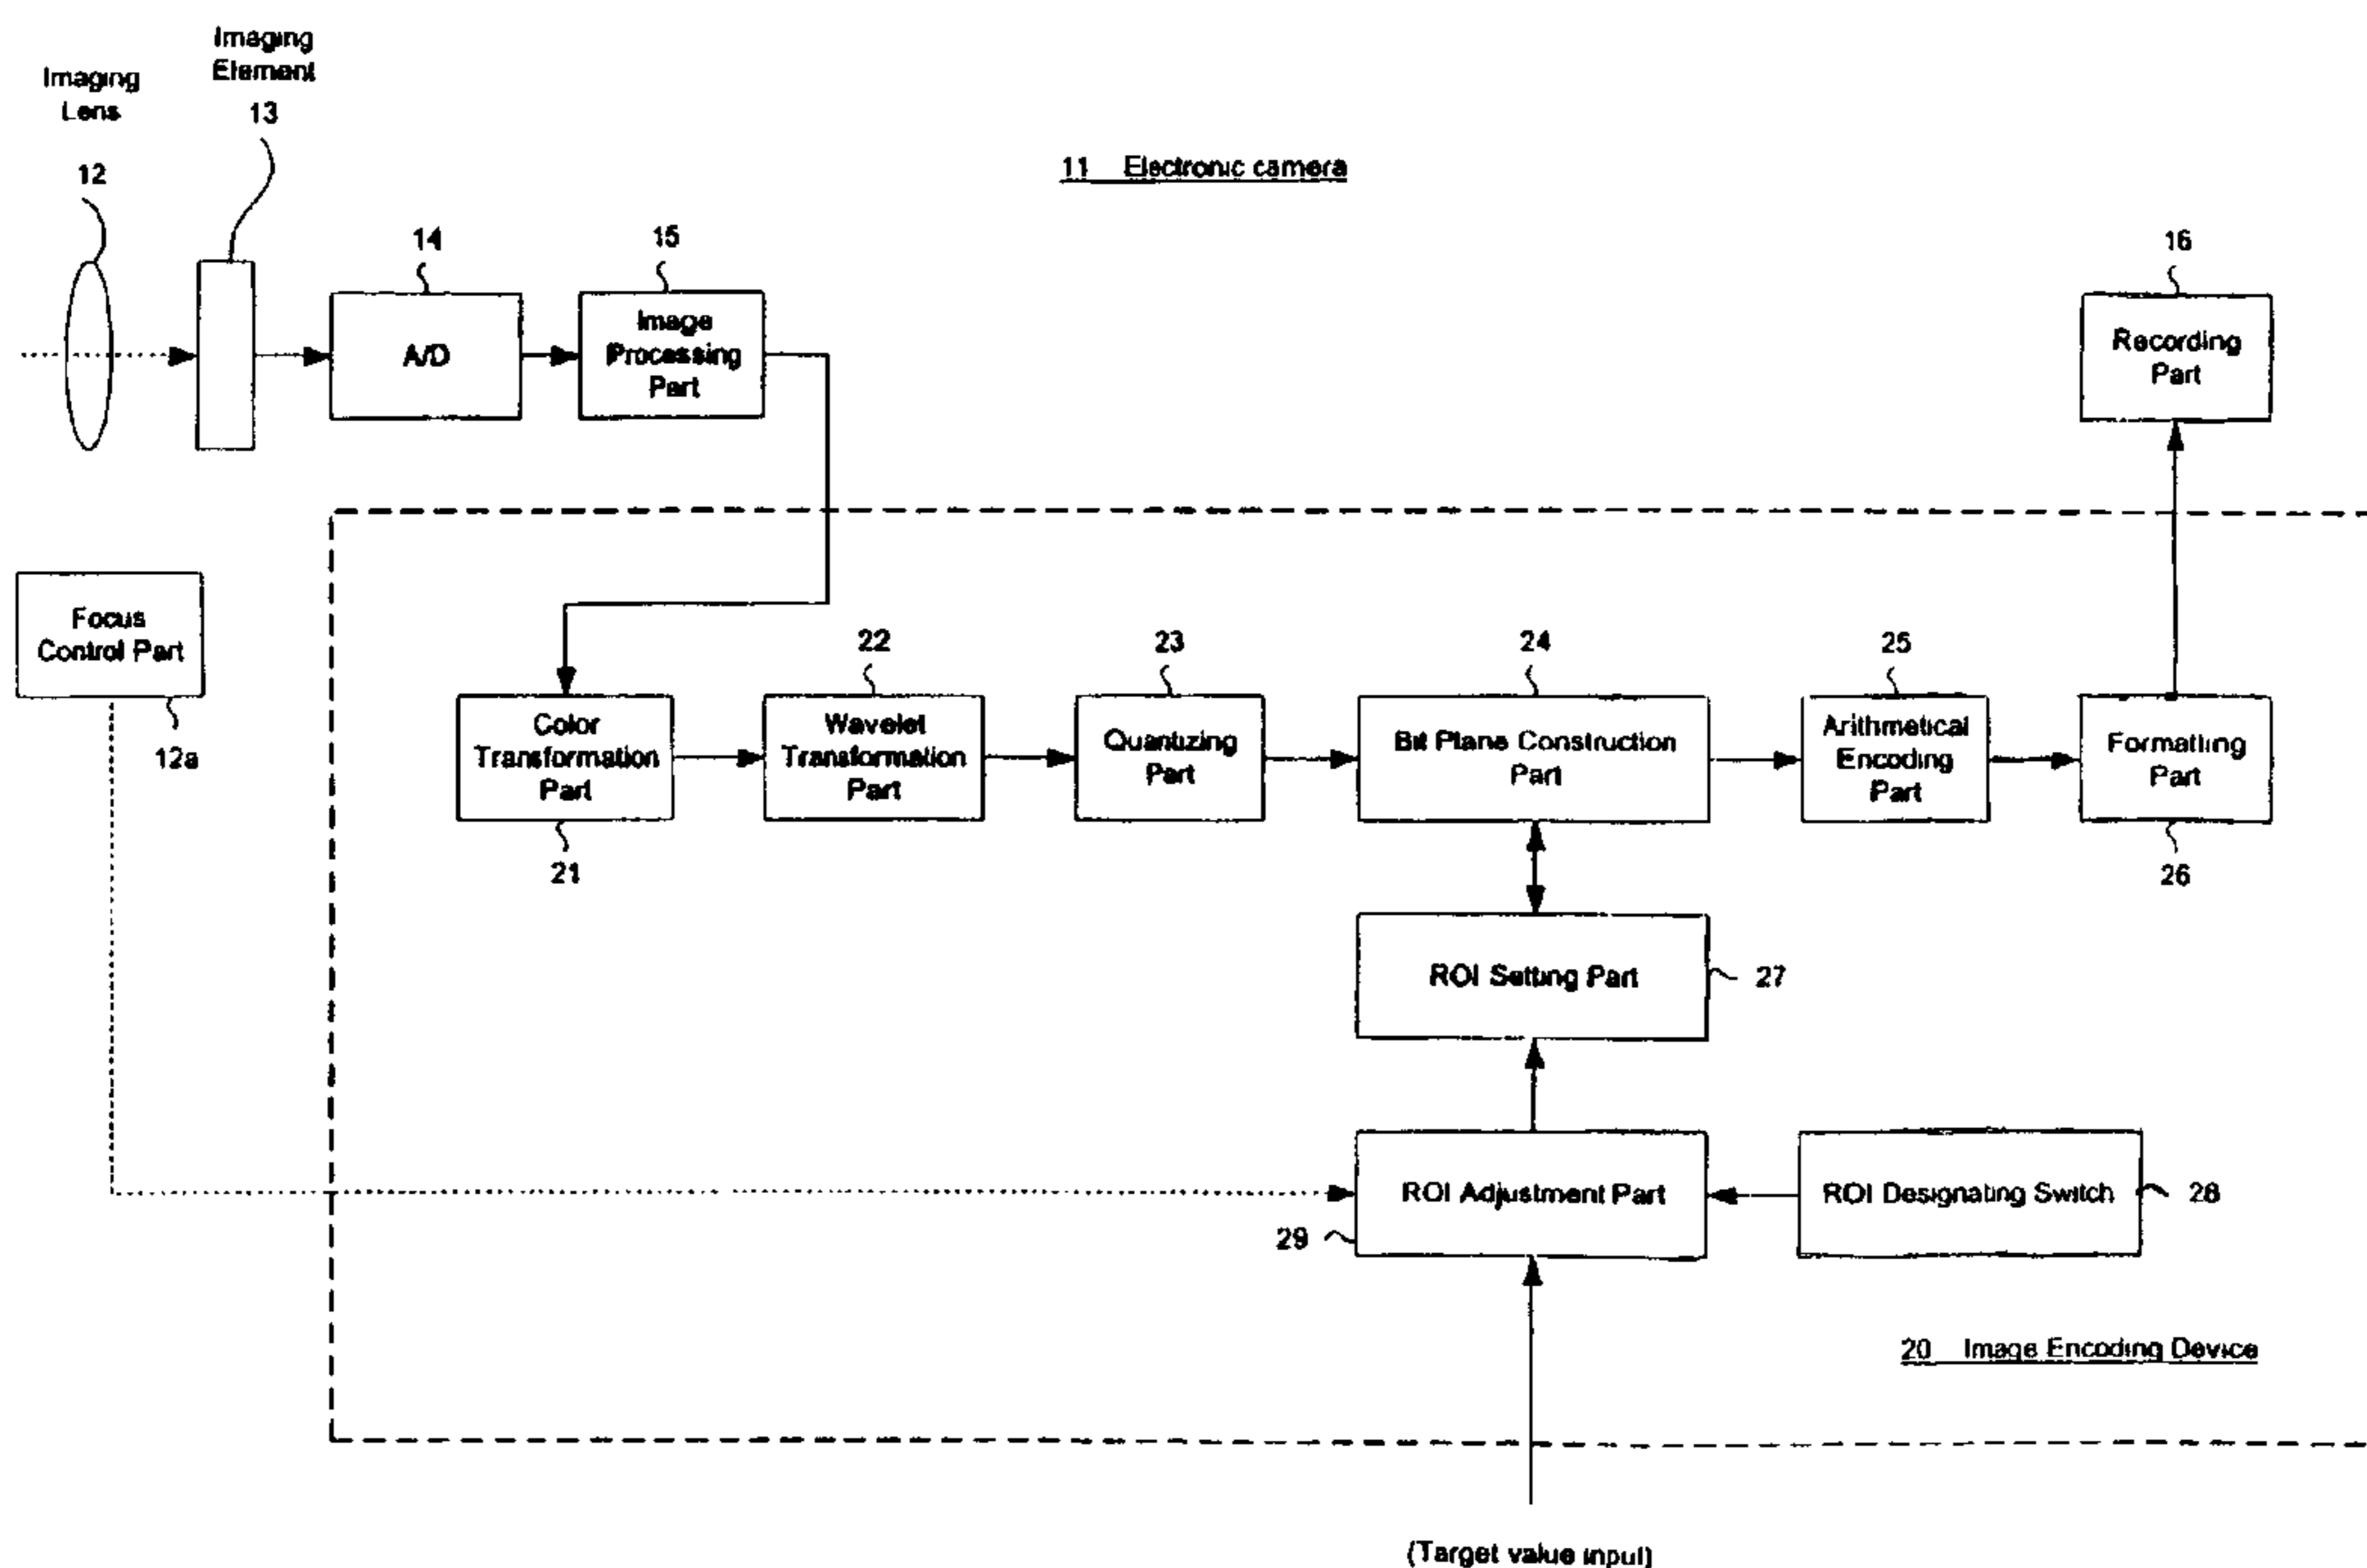 Imaging
Element
13
Imaging
Lens
12
11 Electronic camera
14
A/D
15
Image
Processing
Part
16
Recording
Part
Focus
Control Part
12a
Color
Transformation
Part
21
22
Wavelet
Transformation
Part
23
Quantizing
Part
24
Bit Plane Construction
Part
25
Arithmetical
Encoding
Part
Formatting
Part
26
ROI Setting Part
27
ROI Adjustment Part
29
ROI Designating Switch
28
20 Image Encoding Device
(Target value input)